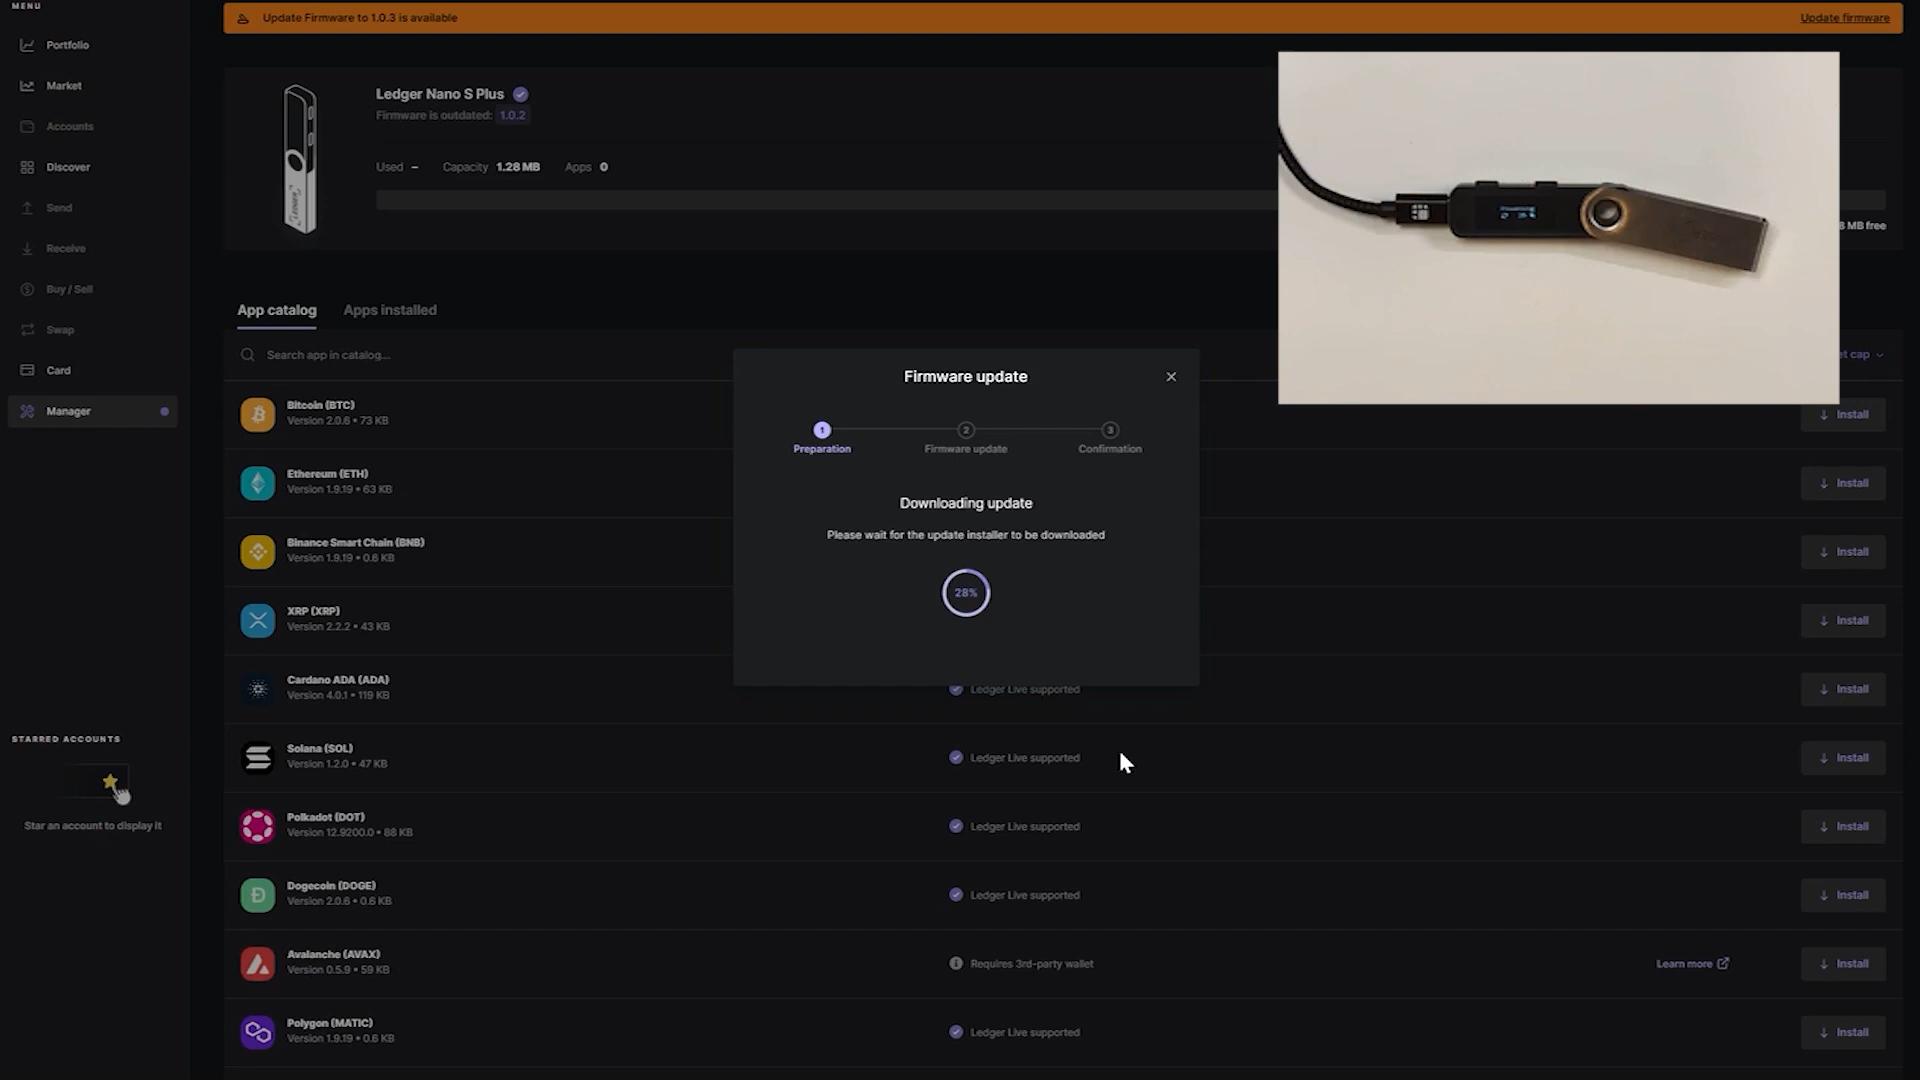 MENU
Portfolio
Market
Accounts
Discover
Send
Receive
Buy / Sell
Swap
Card
Manager
STARRED ACCOUNTS
Star an account to display it
Update Firmware to 1.0.3 is available
Update firmware
Ledger Nano S Plus
Firmware is outdated: 1.0.2
Used – Capacity 1.28 MB Apps 0
MB free
App catalog Apps installed
Search app in catalog...
cap
Firmware update
1 2 3
Preparation Firmware update Confirmation
Downloading update
Please wait for the update installer to be downloaded
28%
Bitcoin (BTC)
Version 2.0.6 • 73 KB
Install
Ethereum (ETH)
Version 1.9.19 • 63 KB
Install
Binance Smart Chain (BNB)
Version 1.9.19 • 0.6 KB
Install
XRP (XRP)
Version 2.2.2 • 43 KB
Install
Cardano ADA (ADA)
Version 4.0.1 • 119 KB
Ledger Live supported
Install
Solana (SOL)
Version 1.2.0 • 47 KB
Ledger Live supported
Install
Polkadot (DOT)
Version 12.9200.0 • 88 KB
Ledger Live supported
Install
Dogecoin (DOGE)
Version 2.0.6 • 0.6 KB
Ledger Live supported
Install
Avalanche (AVAX)
Version 0.5.9 • 59 KB
Requires 3rd-party wallet
Learn more
Install
Polygon (MATIC)
Version 1.9.19 • 0.6 KB
Ledger Live supported
Install